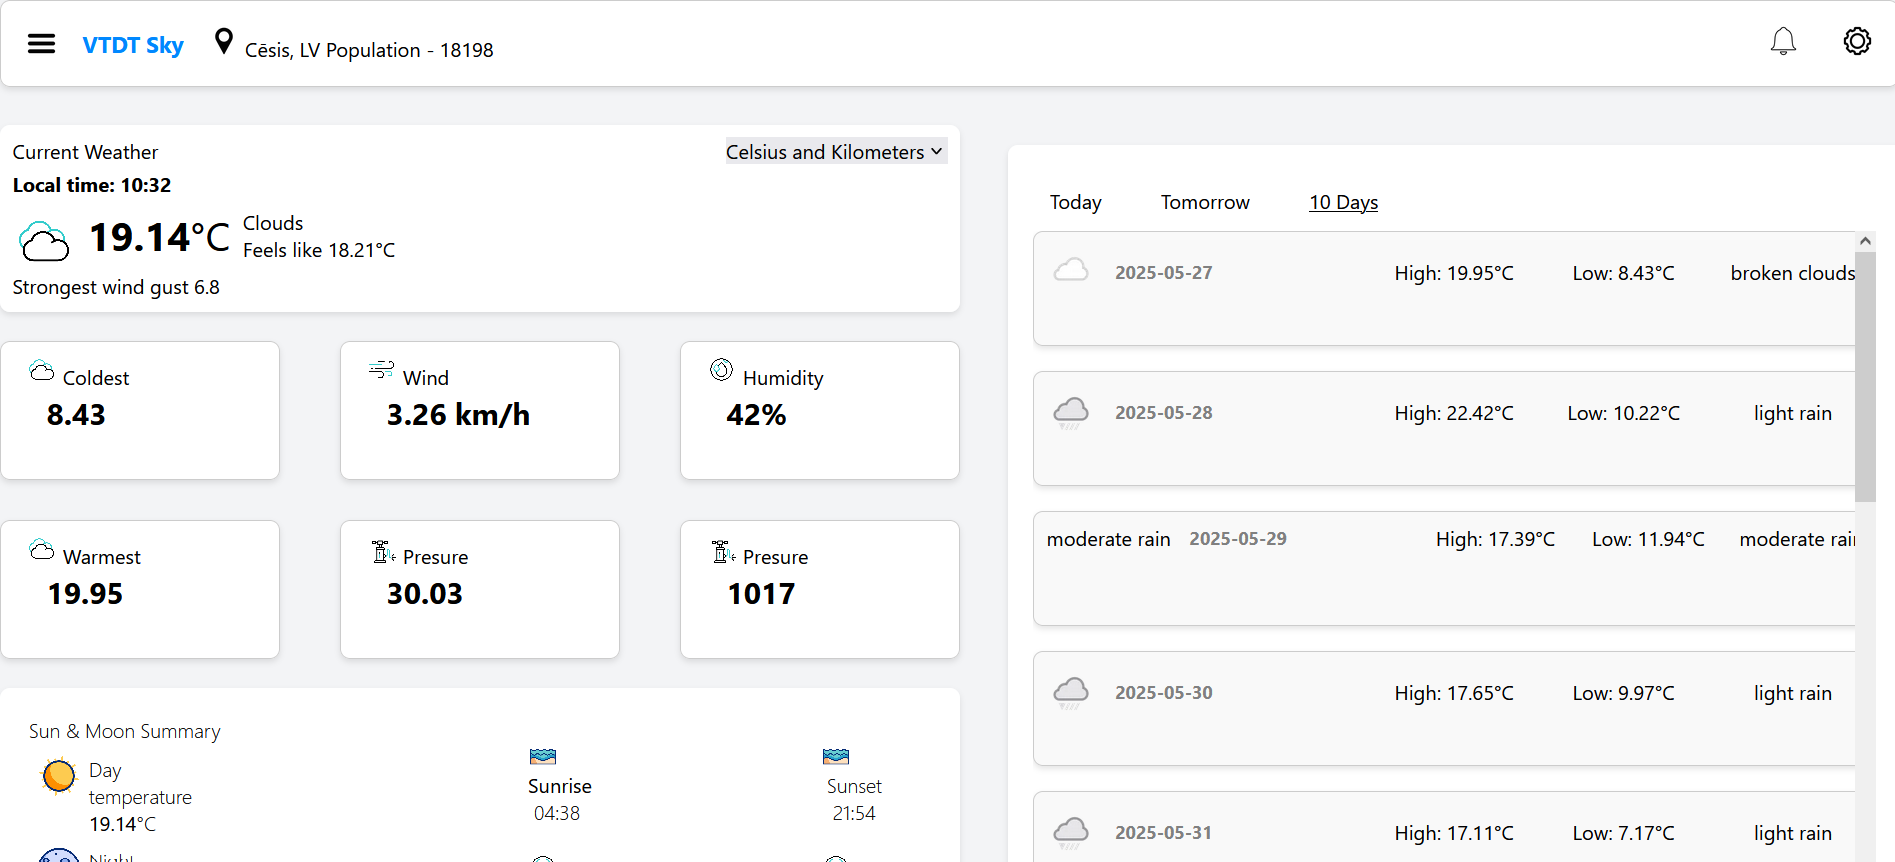 VTDT Sky
Cēsis, LV Population - 18198
Current Weather
Celsius and Kilometers
Local time: 10:32
19.14°C
Clouds
Feels like 18.21°C
Strongest wind gust 6.8
Coldest
8.43
Wind
3.26 km/h
Humidity
42%
Warmest
19.95
Presure
30.03
Presure
1017
Sun & Moon Summary
Day
temperature
19.14°C
Sunrise
04:38
Sunset
21:54
Night
Today Tomorrow 10 Days
2025-05-27 High: 19.95°C Low: 8.43°C broken clouds
2025-05-28 High: 22.42°C Low: 10.22°C light rain
moderate rain 2025-05-29 High: 17.39°C Low: 11.94°C moderate rain
2025-05-30 High: 17.65°C Low: 9.97°C light rain
2025-05-31 High: 17.11°C Low: 7.17°C light rain